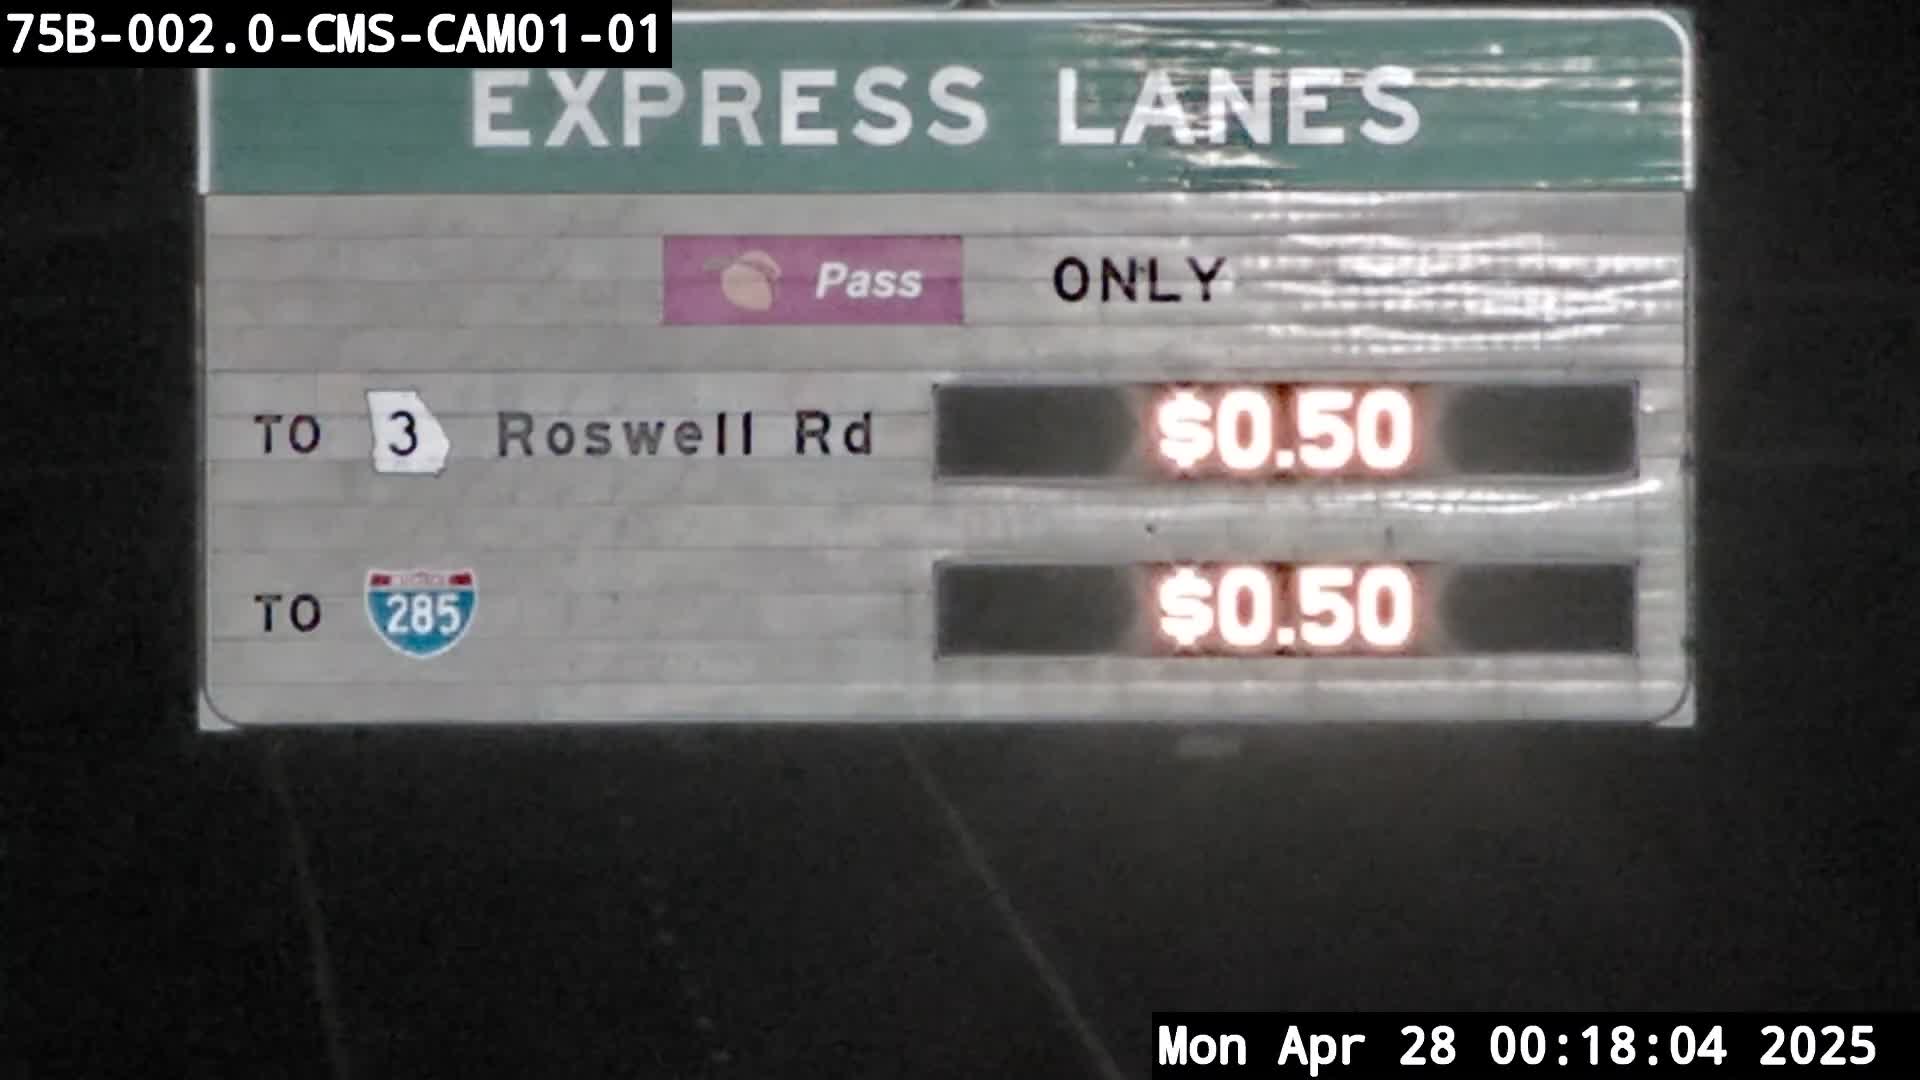 75B-002.0-CMS-CAM01-01
EXPRESS LANES
Pass ONLY
TO 3 Roswell Rd $0.50
TO 285 $0.50
Mon Apr 28 00:18:04 2025